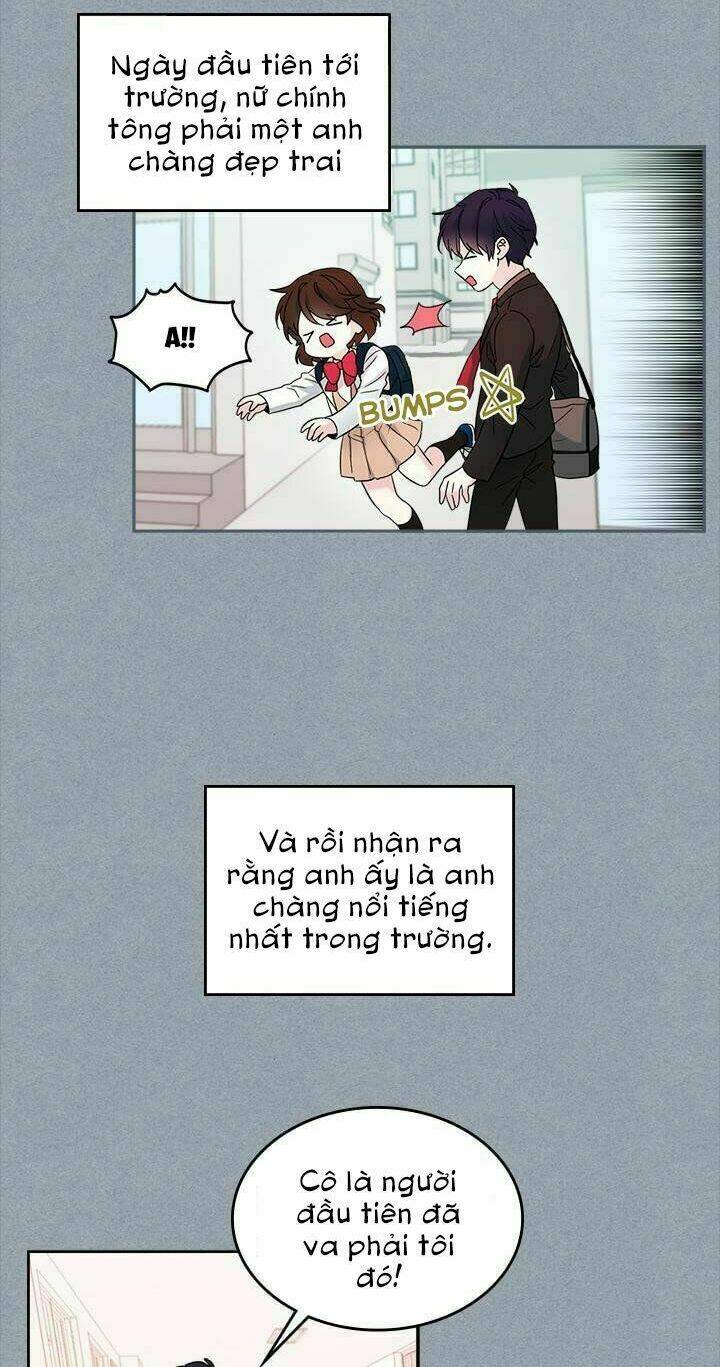 Ngày đầu tiên tới
trường, nữ chính
tông phải một anh
chàng đẹp trai
A!!
BUMPS
Và rồi nhận ra
rằng anh ấy là anh
chàng nổi tiếng
nhất trong trường.
Cô là người
đầu tiên đã
va phải tôi
đó!